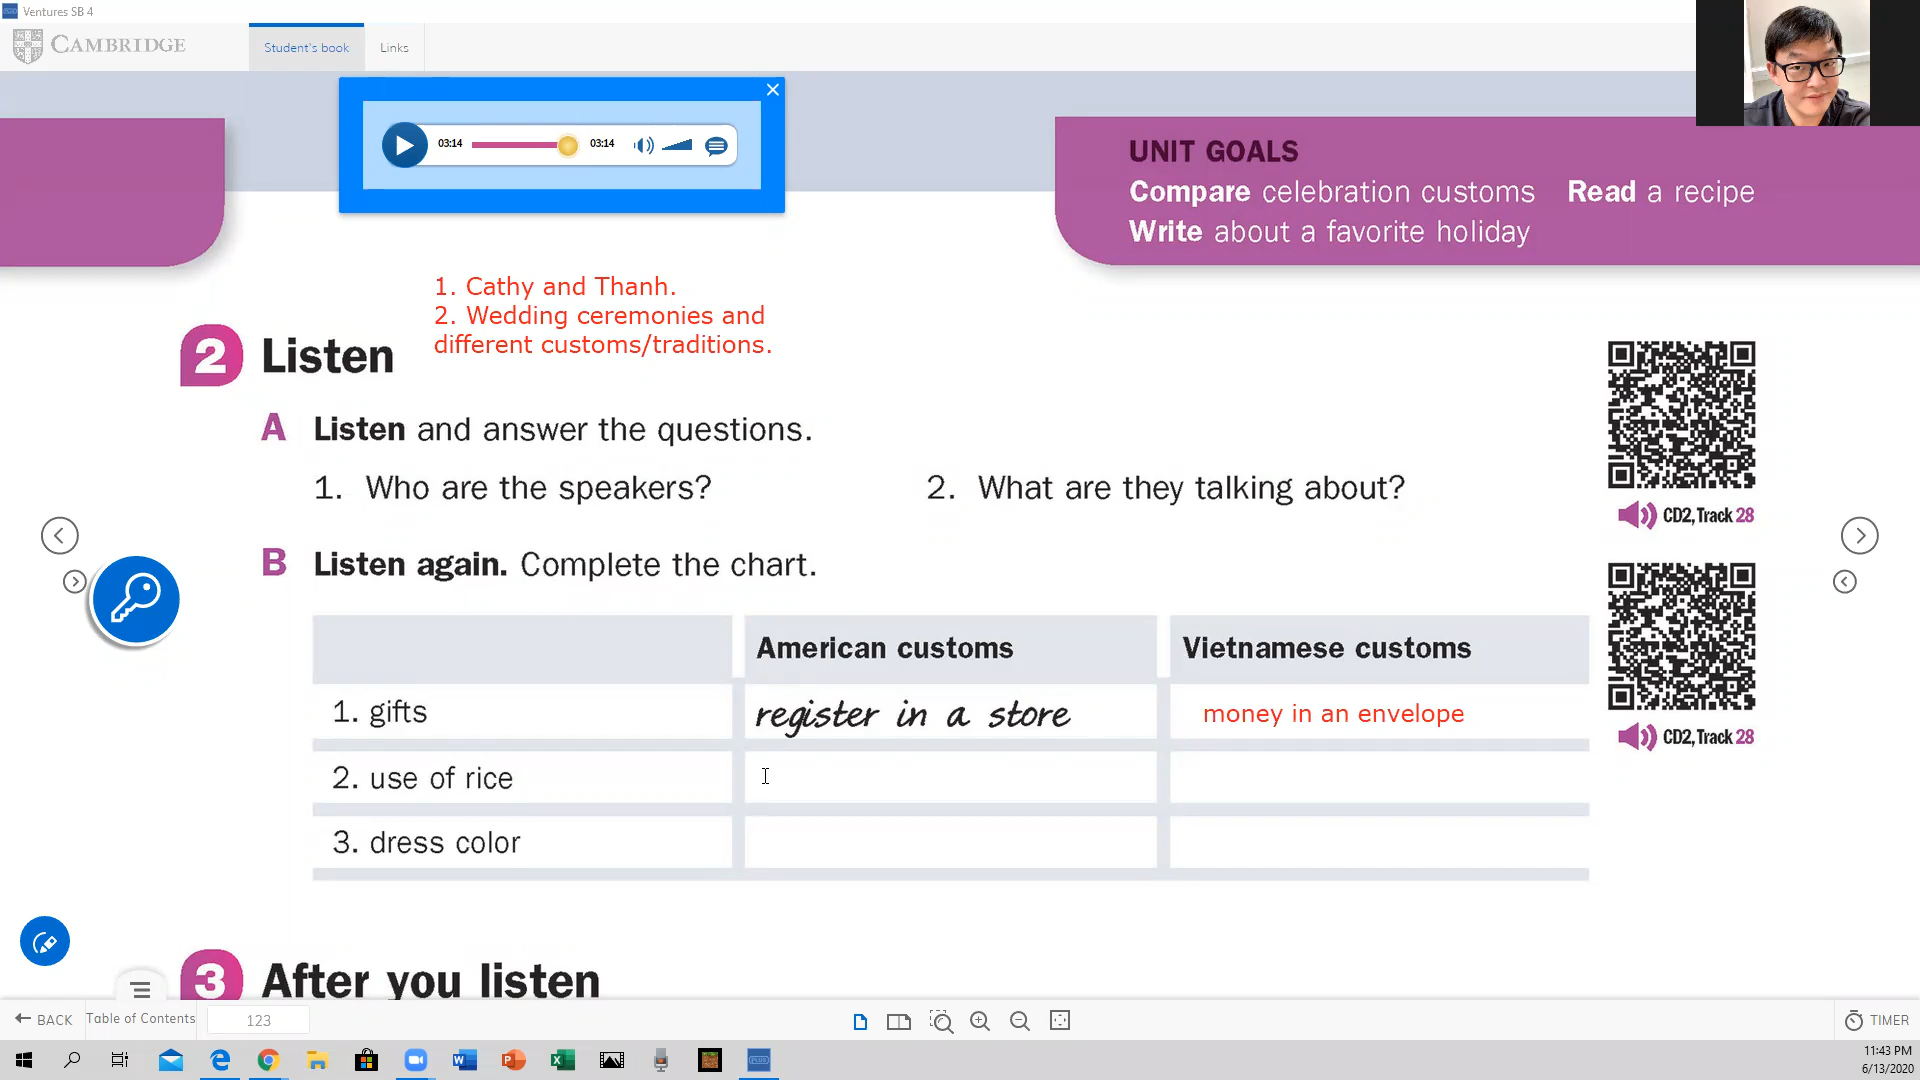 Ventures SB 4
CAMBRIDGE
Student's book
Links
03:14
03:14
UNIT GOALS
Compare celebration customs Read a recipe
Write about a favorite holiday
1. Cathy and Thanh.
2. Wedding ceremonies and
different customs/traditions.
2 Listen
A Listen and answer the questions.
1. Who are the speakers? 2. What are they talking about?
CD2, Track 28
B Listen again. Complete the chart.
American customs Vietnamese customs
1. gifts register in a store money in an envelope
CD2, Track 28
2. use of rice
3. dress color
3 After you listen
BACK Table of Contents 123 TIMER
11:43 PM
6/13/2020